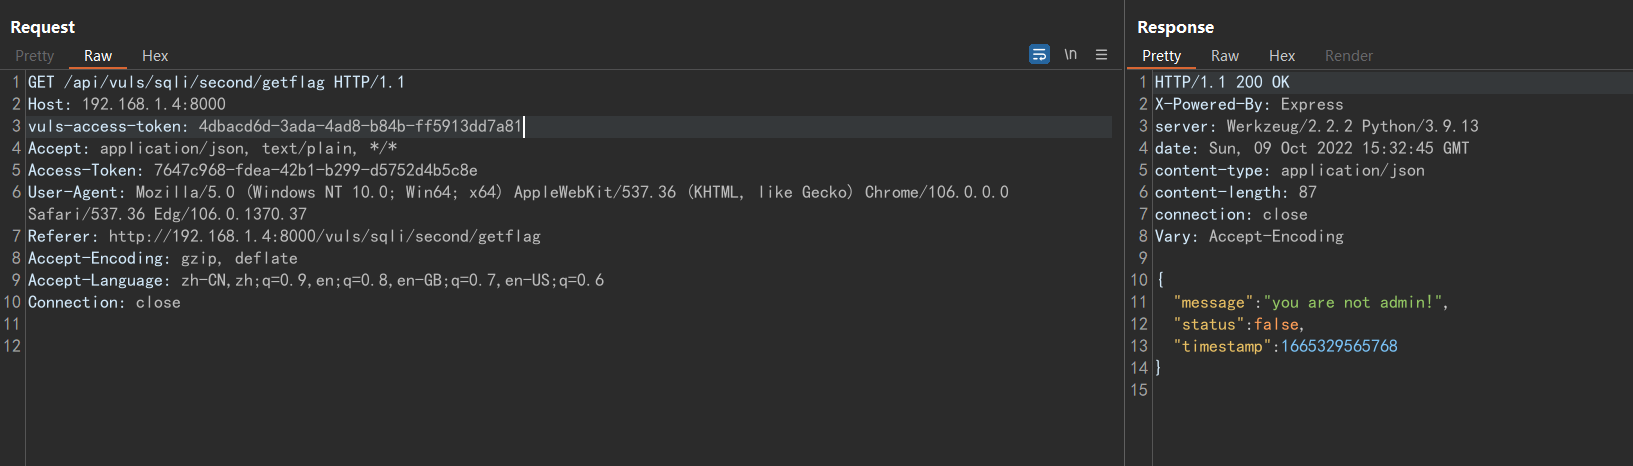 Request
Pretty Raw Hex
\n
1 GET /api/vuls/sqli/second/getflag HTTP/1.1
2 Host: 192.168.1.4:8000
3 vuls-access-token: 4dbacd6d-3ada-4ad8-b84b-ff5913dd7a81
4 Accept: application/json, text/plain, */*
5 Access-Token: 7647c968-fdea-42b1-b299-d5752d4b5c8e
6 User-Agent: Mozilla/5.0 (Windows NT 10.0; Win64; x64) AppleWebKit/537.36 (KHTML, like Gecko) Chrome/106.0.0.0
Safari/537.36 Edg/106.0.1370.37
7 Referer: http://192.168.1.4:8000/vuls/sqli/second/getflag
8 Accept-Encoding: gzip, deflate
9 Accept-Language: zh-CN,zh;q=0.9,en;q=0.8,en-GB;q=0.7,en-US;q=0.6
10 Connection: close
11
12
Response
Pretty Raw Hex Render
1 HTTP/1.1 200 OK
2 X-Powered-By: Express
3 server: Werkzeug/2.2.2 Python/3.9.13
4 date: Sun, 09 Oct 2022 15:32:45 GMT
5 content-type: application/json
6 content-length: 87
7 connection: close
8 Vary: Accept-Encoding
9
10 {
11 "message":"you are not admin!",
12 "status":false,
13 "timestamp":1665329565768
14 }
15